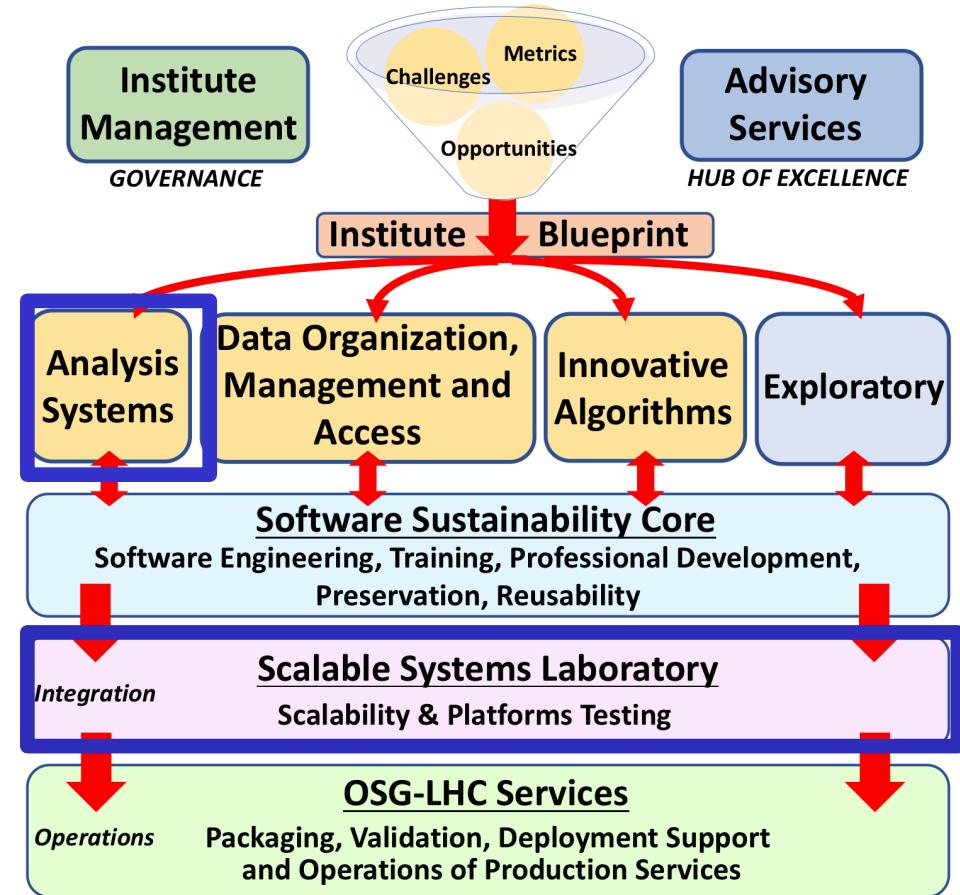 Institute
Management
GOVERNANCE
Challenges
Metrics
Opportunities
Advisory
Services
HUB OF EXCELLENCE
Institute Blueprint
Analysis
Systems
Data Organization,
Management and
Access
Innovative
Algorithms
Exploratory
Software Sustainability Core
Software Engineering, Training, Professional Development,
Preservation, Reusability
Scalable Systems Laboratory
Integration
Scalability & Platforms Testing
OSG-LHC Services
Operations
Packaging, Validation, Deployment Support
and Operations of Production Services